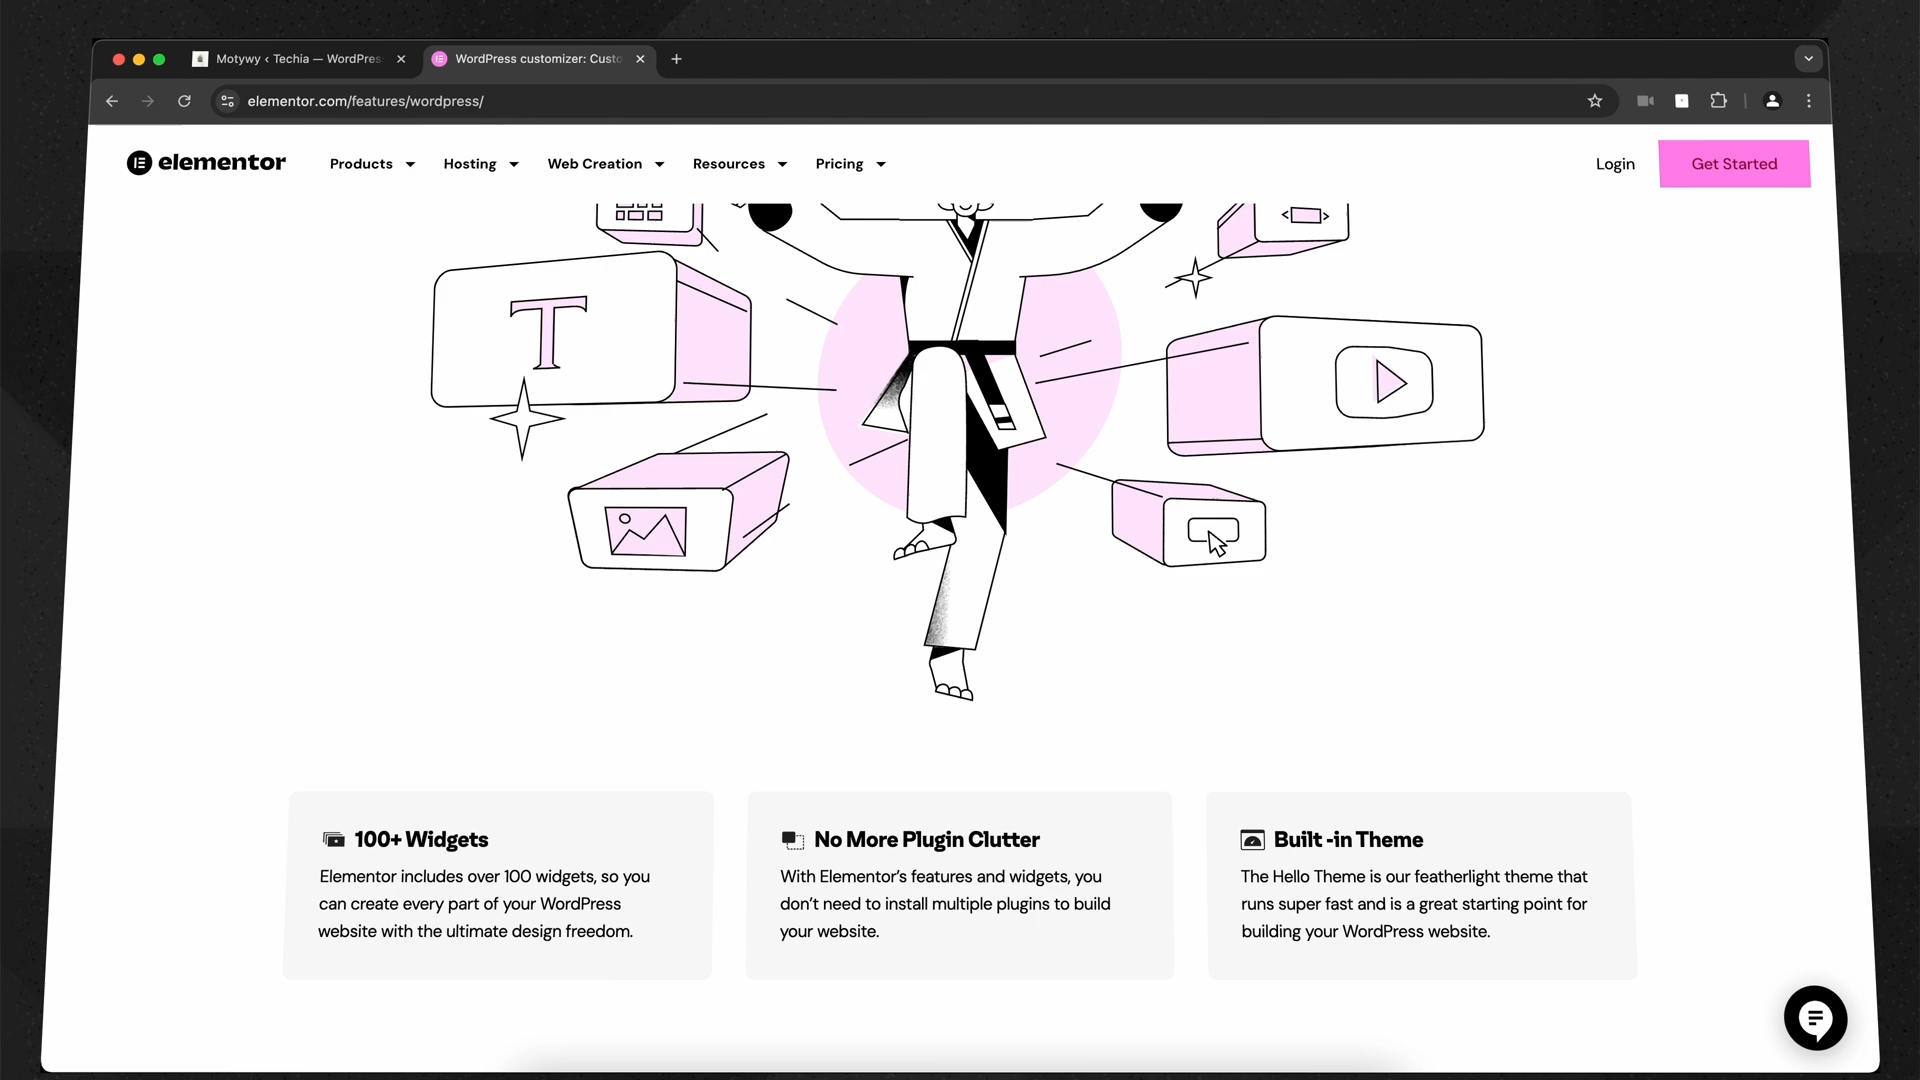 Motywy ‹ Techia — WordPres
WordPress customizer: Custo
elementor.com/features/wordpress/
elementor
Products
Hosting
Web Creation
Resources
Pricing
Login
Get Started
T
100+ Widgets
Elementor includes over 100 widgets, so you
can create every part of your WordPress
website with the ultimate design freedom.
No More Plugin Clutter
With Elementor’s features and widgets, you
don’t need to install multiple plugins to build
your website.
Built -in Theme
The Hello Theme is our featherlight theme that
runs super fast and is a great starting point for
building your WordPress website.